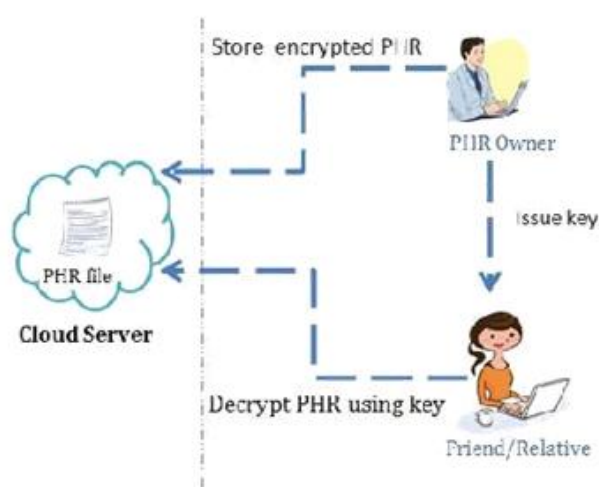 Store encrypted PHR
PHR Owner
Issue key
PHR file
Cloud Server
Decrypt PHR using key
Friend/Relative